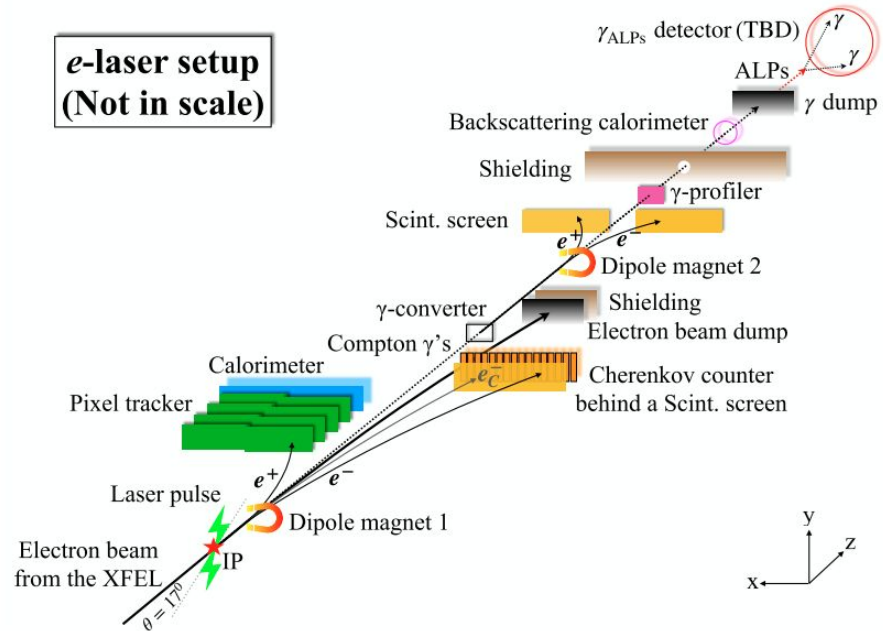 e-laser setup
(Not in scale)
γALPs detector (TBD)
γ
γ
ALPs
γ dump
Backscattering calorimeter
Shielding
γ-profiler
Scint. screen
e+
e−
Dipole magnet 2
γ-converter
Shielding
Compton γ's
Electron beam dump
Calorimeter
e−C
Cherenkov counter
behind a Scint. screen
Pixel tracker
e+
e−
Laser pulse
Dipole magnet 1
IP
Electron beam
from the XFEL
θ = 17⁰
y
z
x